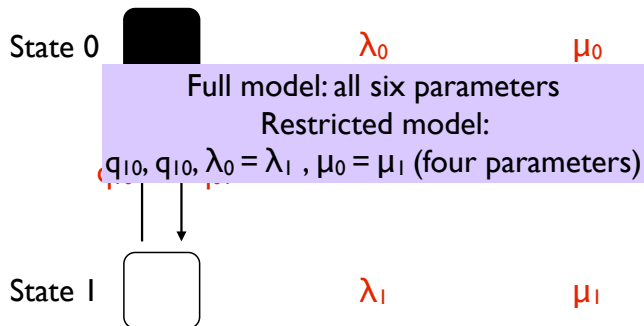 State 0 λ₀ μ₀
Full model: all six parameters
Restricted model:
q₁₀, q₁₀, λ₀ = λ₁ , μ₀ = μ₁ (four parameters)
State 1 λ₁ μ₁